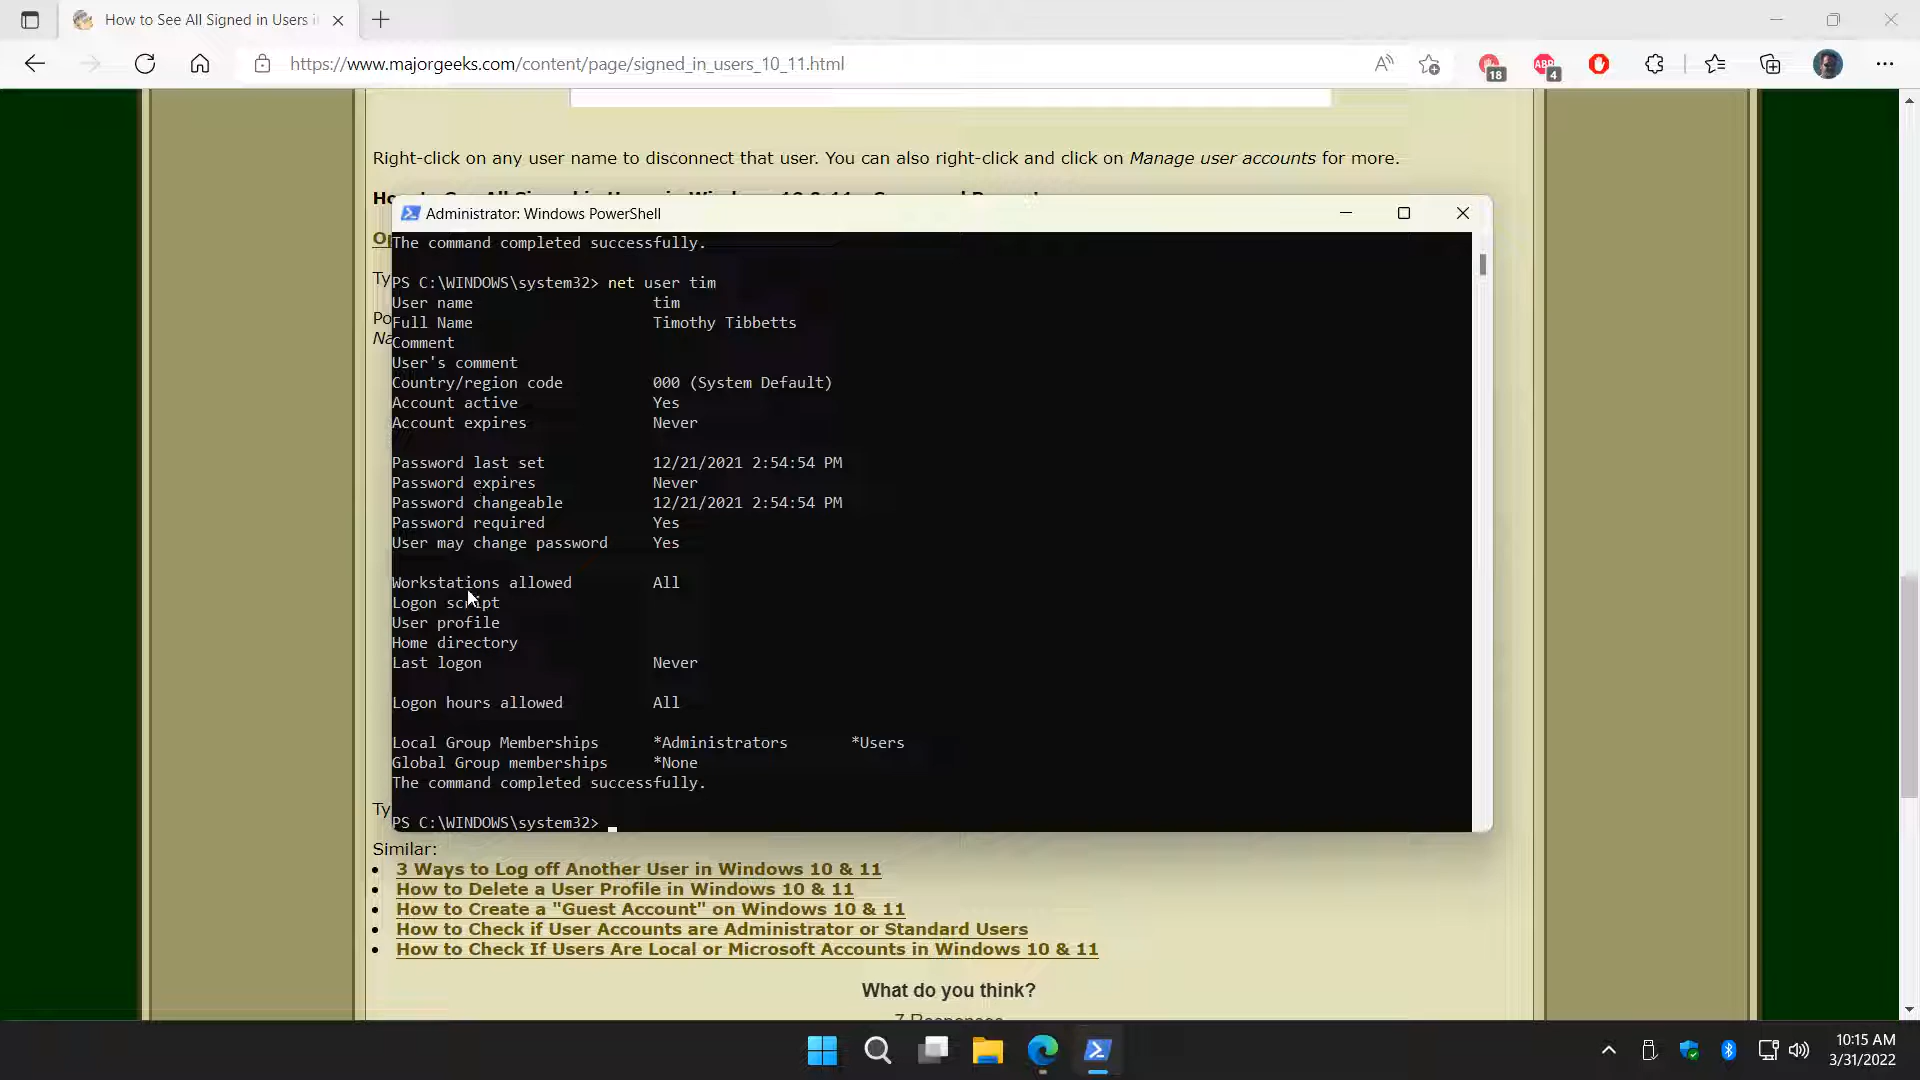 How to See All Signed in Users i
https://www.majorgeeks.com/content/page/signed_in_users_10_11.html
18
ABP
4
Right-click on any user name to disconnect that user. You can also right-click and click on Manage user accounts for more.
Administrator: Windows PowerShell
The command completed successfully.
PS C:\WINDOWS\system32> net user tim
User name tim
Full Name Timothy Tibbetts
Comment
User's comment
Country/region code 000 (System Default)
Account active Yes
Account expires Never
Password last set 12/21/2021 2:54:54 PM
Password expires Never
Password changeable 12/21/2021 2:54:54 PM
Password required Yes
User may change password Yes
Workstations allowed All
Logon script
User profile
Home directory
Last logon Never
Logon hours allowed All
Local Group Memberships *Administrators *Users
Global Group memberships *None
The command completed successfully.
PS C:\WINDOWS\system32>
Similar:
3 Ways to Log off Another User in Windows 10 & 11
How to Delete a User Profile in Windows 10 & 11
How to Create a "Guest Account" on Windows 10 & 11
How to Check if User Accounts are Administrator or Standard Users
How to Check If Users Are Local or Microsoft Accounts in Windows 10 & 11
What do you think?
10:15 AM
3/31/2022